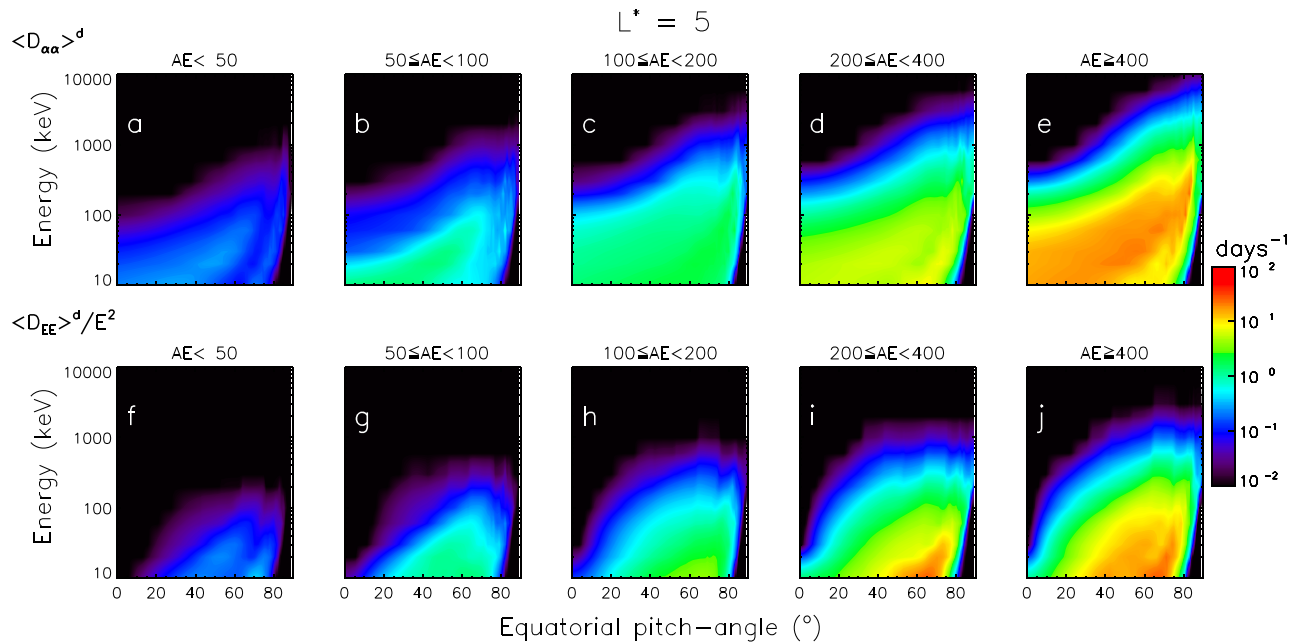 L* = 5
<Dαα>ᵈ
AE< 50
50≦AE<100
100≦AE<200
200≦AE<400
AE≧400
Energy (keV)
10000
1000
100
10
a
b
c
d
e
days⁻¹
10 ²
10 ¹
10 ⁰
10 ⁻¹
10 ⁻²
<D_EE>ᵈ/E²
AE< 50
50≦AE<100
100≦AE<200
200≦AE<400
AE≧400
Energy (keV)
10000
1000
100
10
f
g
h
i
j
0 20 40 60 80
0 20 40 60 80
0 20 40 60 80
0 20 40 60 80
0 20 40 60 80
Equatorial pitch-angle (°)